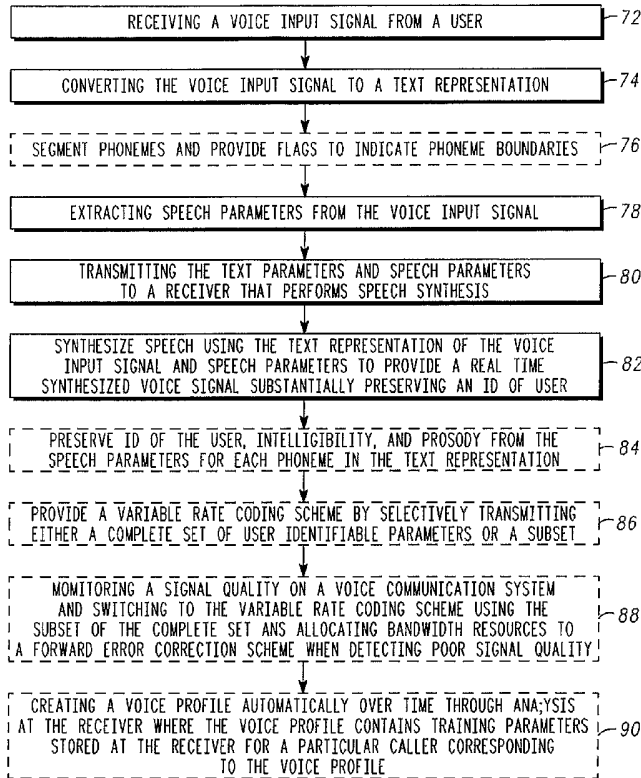 RECEIVING A VOICE INPUT SIGNAL FROM A USER
72
CONVERTING THE VOICE INPUT SIGNAL TO A TEXT REPRESENTATION
74
SEGMENT PHONEMES AND PROVIDE FLAGS TO INDICATE PHONEME BOUNDARIES
76
EXTRACTING SPEECH PARAMETERS FROM THE VOICE INPUT SIGNAL
78
TRANSMITTING THE TEXT PARAMETERS AND SPEECH PARAMETERS
TO A RECEIVER THAT PERFORMS SPEECH SYNTHESIS
80
SYNTHESIZE SPEECH USING THE TEXT REPRESENTATION OF THE VOICE
INPUT SIGNAL AND SPEECH PARAMETERS TO PROVIDE A REAL TIME
SYNTHESIZED VOICE SIGNAL SUBSTANTIALLY PRESERVING AN ID OF USER
82
PRESERVE ID OF THE USER, INTELLIGIBILITY, AND PROSODY FROM THE
SPEECH PARAMETERS FOR EACH PHONEME IN THE TEXT REPRESENTATION
84
PROVIDE A VARIABLE RATE CODING SCHEME BY SELECTIVELY TRANSMITTING
EITHER A COMPLETE SET OF USER IDENTIFIABLE PARAMETERS OR A SUBSET
86
MOMITORING A SIGNAL QUALITY ON A VOICE COMMUNICATION SYSTEM
AND SWITCHING TO THE VARIABLE RATE CODING SCHEME USING THE
SUBSET OF THE COMPLETE SET ANS ALLOCATING BANDWIDTH RESOURCES TO
A FORWARD ERROR CORRECTION SCHEME WHEN DETECTING POOR SIGNAL QUALITY
88
CREATING A VOICE PROFILE AUTOMATICALLY OVER TIME THROUGH ANA;YSIS
AT THE RECEIVER WHERE THE VOICE PROFILE CONTAINS TRAINING PARAMETERS
STORED AT THE RECEIVER FOR A PARTICULAR CALLER CORRESPONDING
TO THE VOICE PROFILE
90